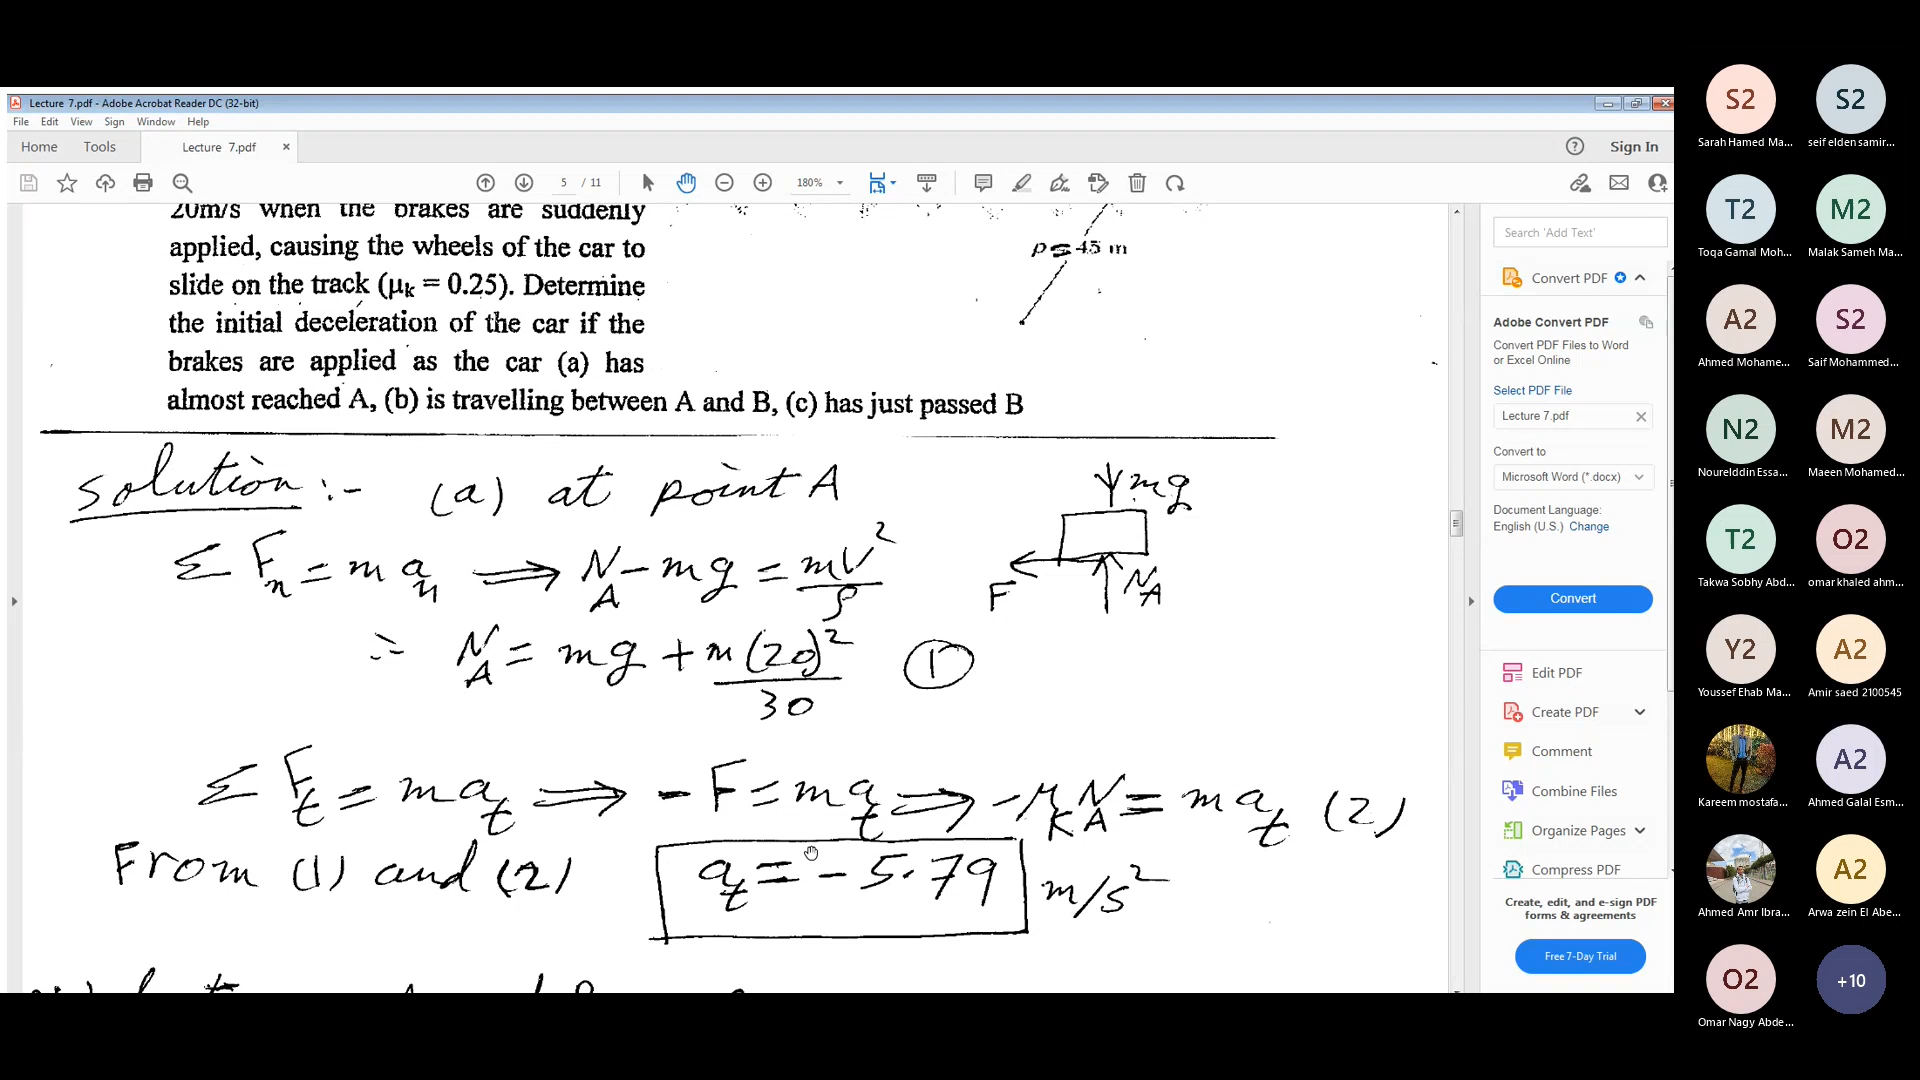 Lecture 7.pdf - Adobe Acrobat Reader DC (32-bit)
File Edit View Sign Window Help
Home Tools Lecture 7.pdf × Sign In
5 / 11 180%
20m/s when the brakes are suddenly
applied, causing the wheels of the car to
slide on the track (μk = 0.25). Determine
the initial deceleration of the car if the
brakes are applied as the car (a) has
almost reached A, (b) is travelling between A and B, (c) has just passed B
ρ = 45 m
Solution :- (a) at point A
Σ Fn = m an ⟹ NA - mg = mV²/ρ
∴ NA = mg + m(20)²/30 ①
Σ Ft = m at ⟹ - F = m at ⟹ - μk NA = m at (2)
From (1) and (2) at = - 5.79 m/s²
mg
F
NA
Search 'Add Text'
Convert PDF
Adobe Convert PDF
Convert PDF Files to Word
or Excel Online
Select PDF File
Lecture 7.pdf
Convert to
Microsoft Word (*.docx)
Document Language:
English (U.S.) Change
Convert
Edit PDF
Create PDF
Comment
Combine Files
Organize Pages
Compress PDF
Create, edit, and e-sign PDF
forms & agreements
Free 7-Day Trial
S2 S2
Sarah Hamed Ma... seif elden samir...
T2 M2
Toqa Gamal Moh... Malak Sameh Ma...
A2 S2
Ahmed Mohame... Saif Mohammed...
N2 M2
Nourelddin Essa... Maeen Mohamed...
T2 O2
Takwa Sobhy Abd... omar khaled ahm...
Y2 A2
Youssef Ehab Ma... Amir saed 2100545
A2
Kareem mostafa... Ahmed Galal Esm...
A2
Ahmed Amr Ibra... Arwa zein El Abe...
O2 +10
Omar Nagy Abde...